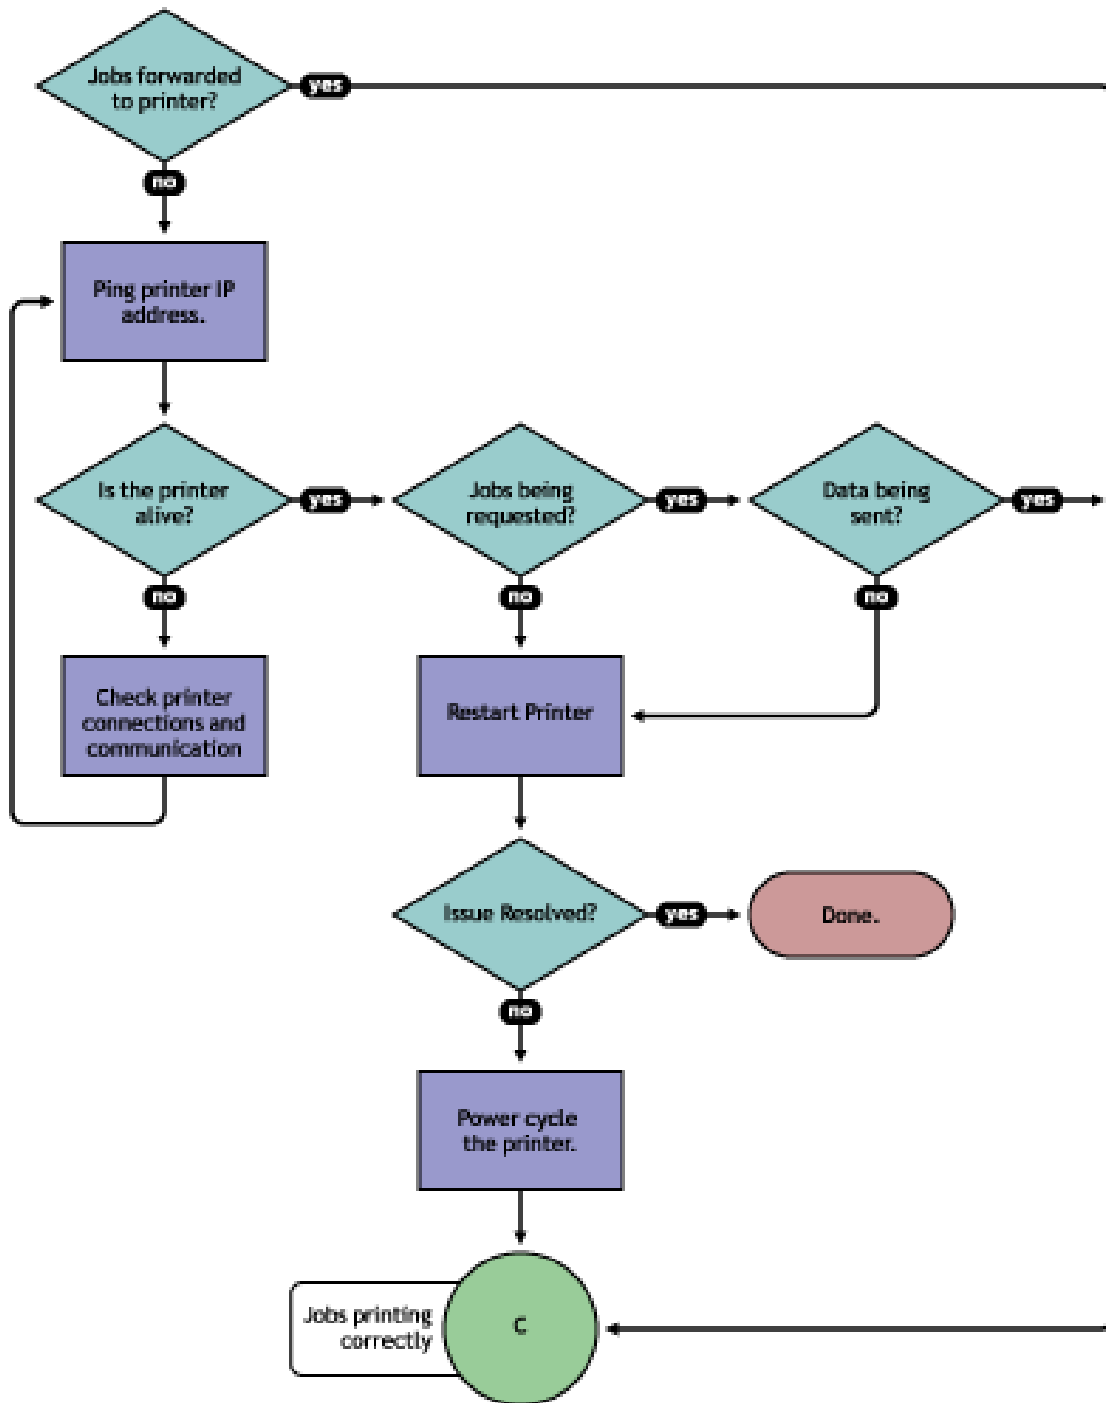 Jobs forwarded
to printer?
yes
no
Ping printer IP
address.
Is the printer
alive?
yes
Jobs being
requested?
yes
Data being
sent?
yes
no
no
no
Check printer
connections and
communication
Restart Printer
Issue Resolved?
yes
Done.
no
Power cycle
the printer.
Jobs printing
correctly
C